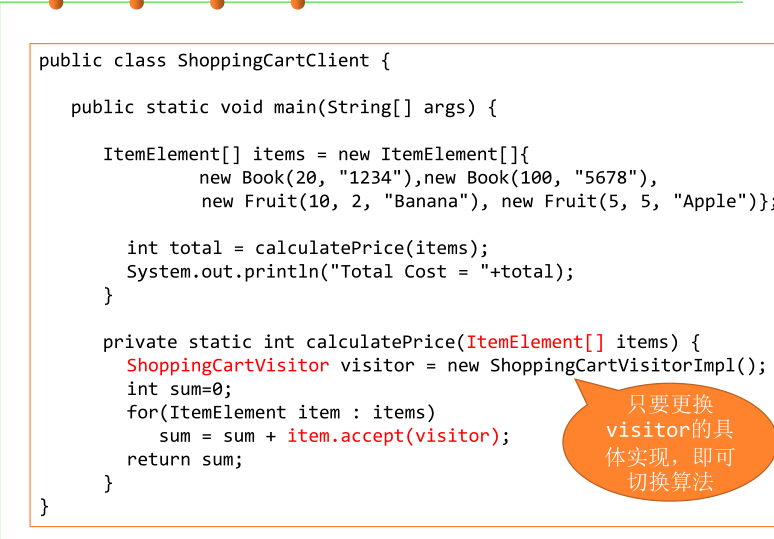 public class ShoppingCartClient {
public static void main(String[] args) {
ItemElement[] items = new ItemElement[]{
new Book(20, "1234"),new Book(100, "5678"),
new Fruit(10, 2, "Banana"), new Fruit(5, 5, "Apple")};
int total = calculatePrice(items);
System.out.println("Total Cost = "+total);
}
private static int calculatePrice(ItemElement[] items) {
ShoppingCartVisitor visitor = new ShoppingCartVisitorImpl();
int sum=0;
for(ItemElement item : items)
sum = sum + item.accept(visitor);
return sum;
}
}
只要更换
visitor的具
体实现，即可
切换算法